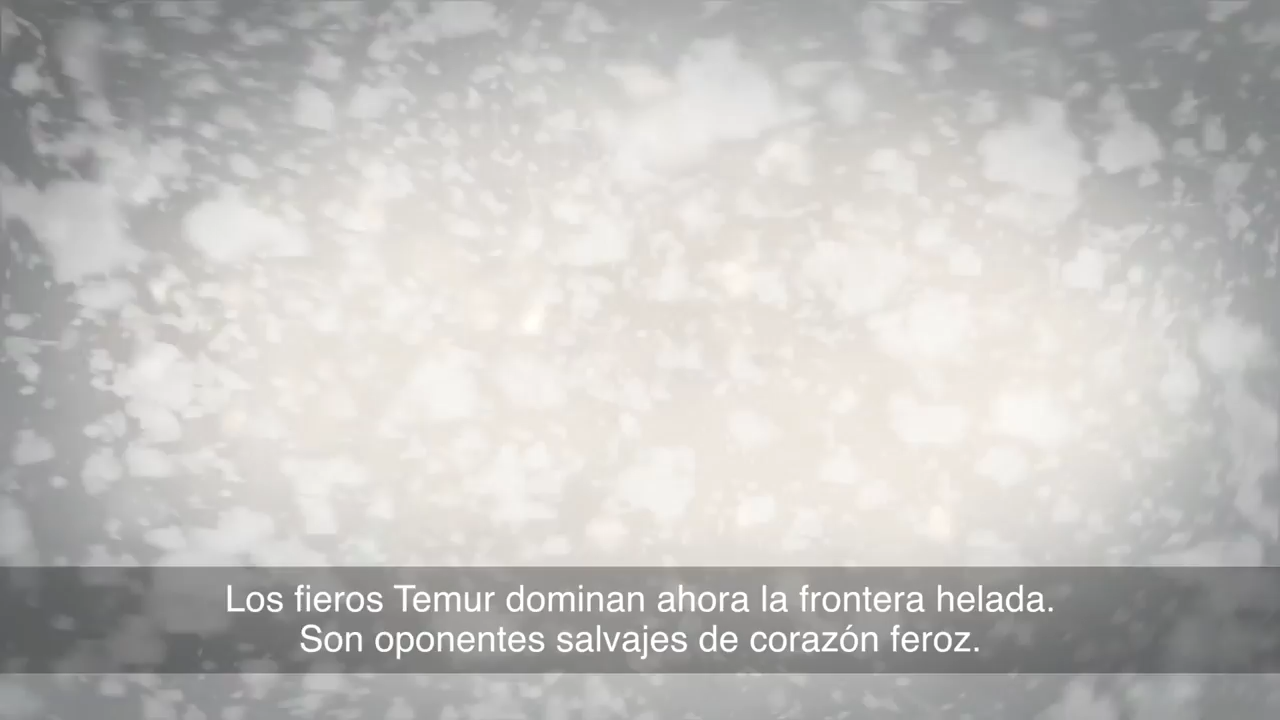 Los fieros Temur dominan ahora la frontera helada.
Son oponentes salvajes de corazón feroz.